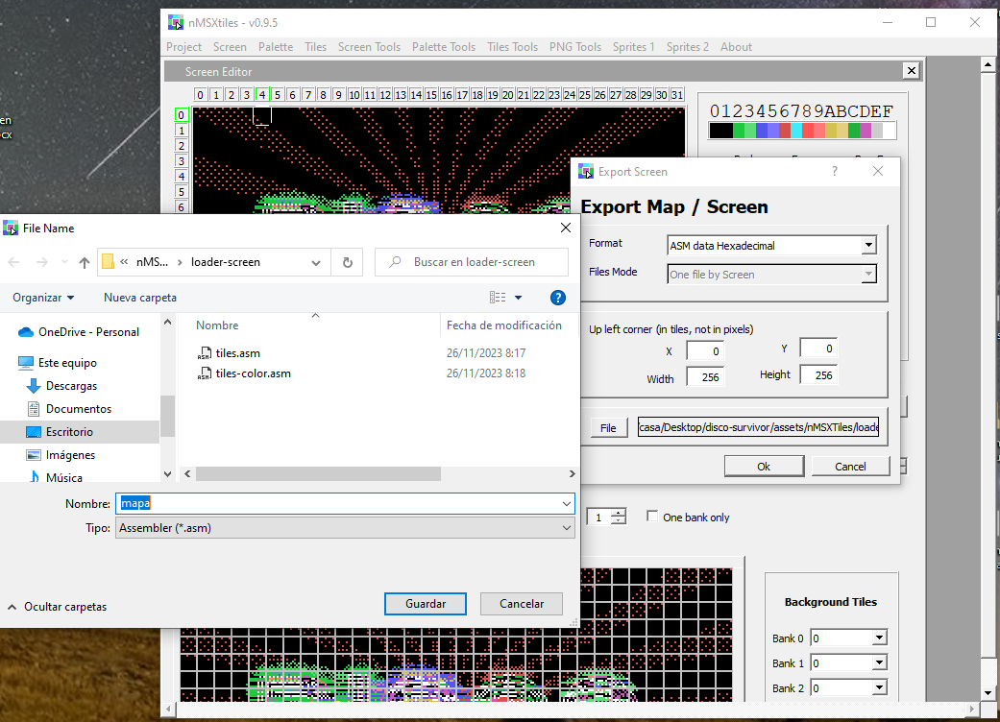 nMSXtiles - v0.9.5
Project Screen Palette Tiles Screen Tools Palette Tools Tiles Tools PNG Tools Sprites 1 Sprites 2 About
Screen Editor
0 1 2 3 4 5 6 7 8 9 10 11 12 13 14 15 16 17 18 19 20 21 22 23 24 25 26 27 28 29 30 31
0
1
2
3
4
5
6
0123456789ABCDEF
en
cx
Export Screen
?
Export Map / Screen
Format ASM data Hexadecimal
Files Mode One file by Screen
Up left corner (in tiles, not in pixels)
X 0 Y 0
Width 256 Height 256
File casa/Desktop/disco-survivor/assets/nMSXTiles/loade
Ok Cancel
File Name
« nMS... › loader-screen
Buscar en loader-screen
Organizar Nueva carpeta
?
OneDrive - Personal
Este equipo
Descargas
Documentos
Escritorio
Imágenes
Música
Nombre Fecha de modificación
tiles.asm 26/11/2023 8:17
tiles-color.asm 26/11/2023 8:18
Nombre: mapa
Tipo: Assembler (*.asm)
Ocultar carpetas
Guardar Cancelar
1 One bank only
Background Tiles
Bank 0 0
Bank 1 0
Bank 2 0